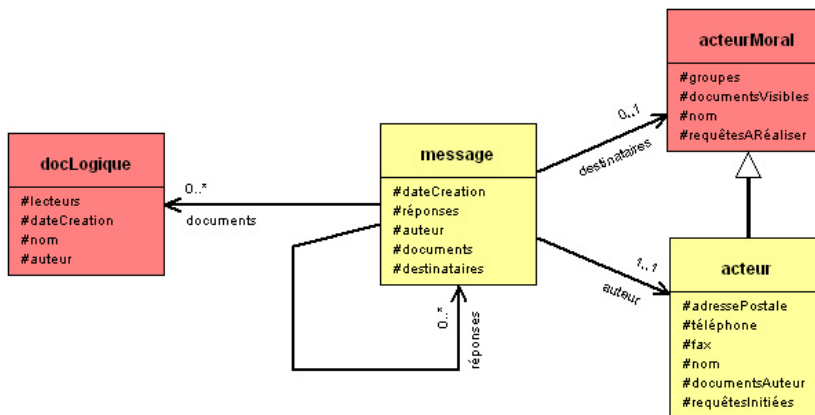 acteurMoral
#groupes
#documentsVisibles
#nom
#requêtesARéaliser
0..1
destinataires
docLogique
#lecteurs
#dateCreation
#nom
#auteur
0..*
documents
message
#dateCreation
#réponses
#auteur
#documents
#destinataires
0..*
réponses
1..1
auteur
acteur
#adressePostale
#téléphone
#fax
#nom
#documentsAuteur
#requêtesInitiées